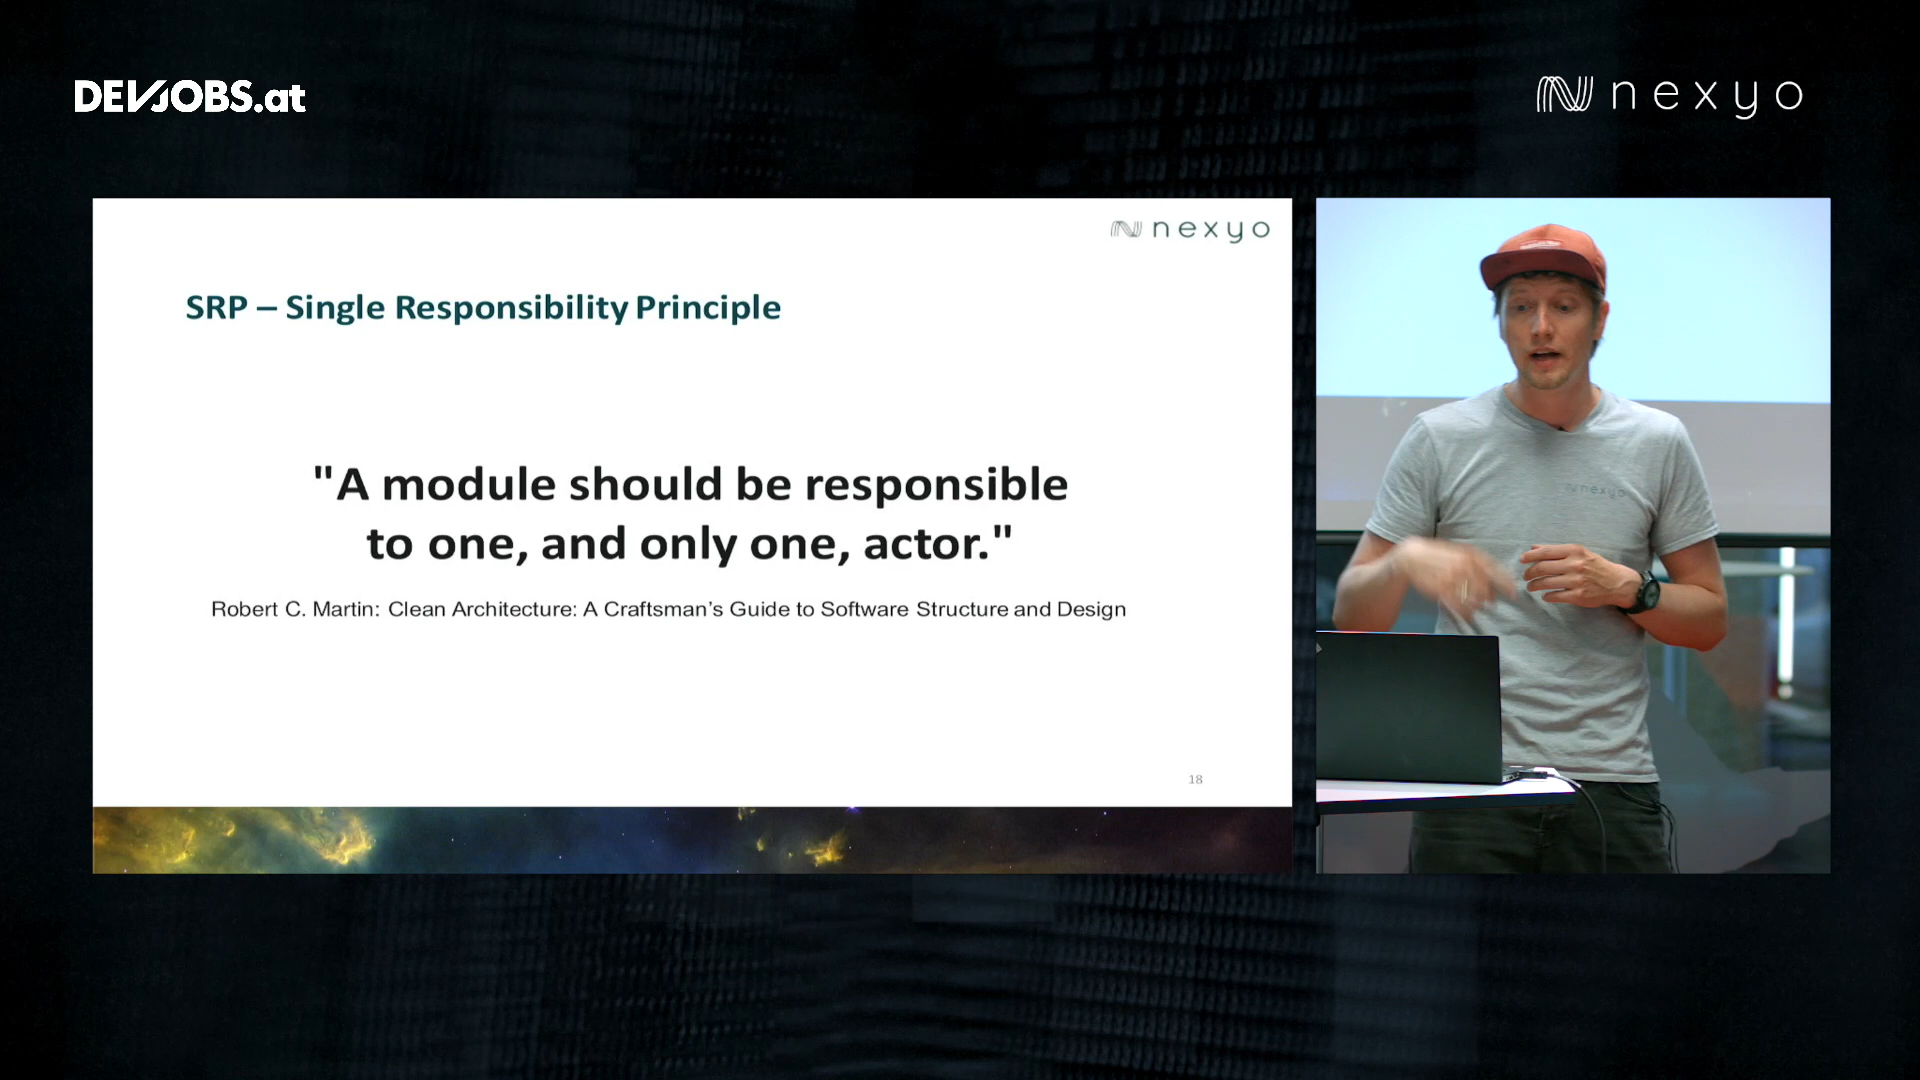 DEVJOBS.at
nexyo
nexyo
SRP – Single Responsibility Principle
"A module should be responsible
to one, and only one, actor."
Robert C. Martin: Clean Architecture: A Craftsman's Guide to Software Structure and Design
18
nexyo